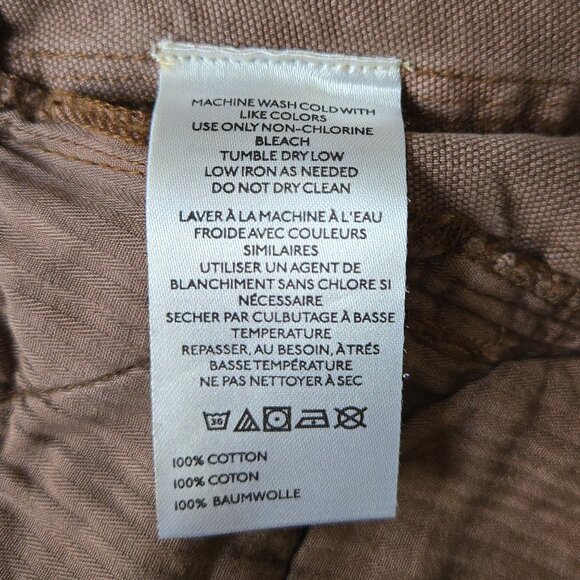 MACHINE WASH COLD WITH
LIKE COLORS
USE ONLY NON-CHLORINE
BLEACH
TUMBLE DRY LOW
LOW IRON AS NEEDED
DO NOT DRY CLEAN
LAVER À LA MACHINE À L'EAU
FROIDE AVEC COULEURS
SIMILAIRES
UTILISER UN AGENT DE
BLANCHIMENT SANS CHLORE SI
NÉCESSAIRE
SECHER PAR CULBUTAGE À BASSE
TEMPERATURE
REPASSER, AU BESOIN, À TRÉS
BASSE TEMPÉRATURE
NE PAS NETTOYER À SEC
30
100% COTTON
100% COTON
100% BAUMWOLLE